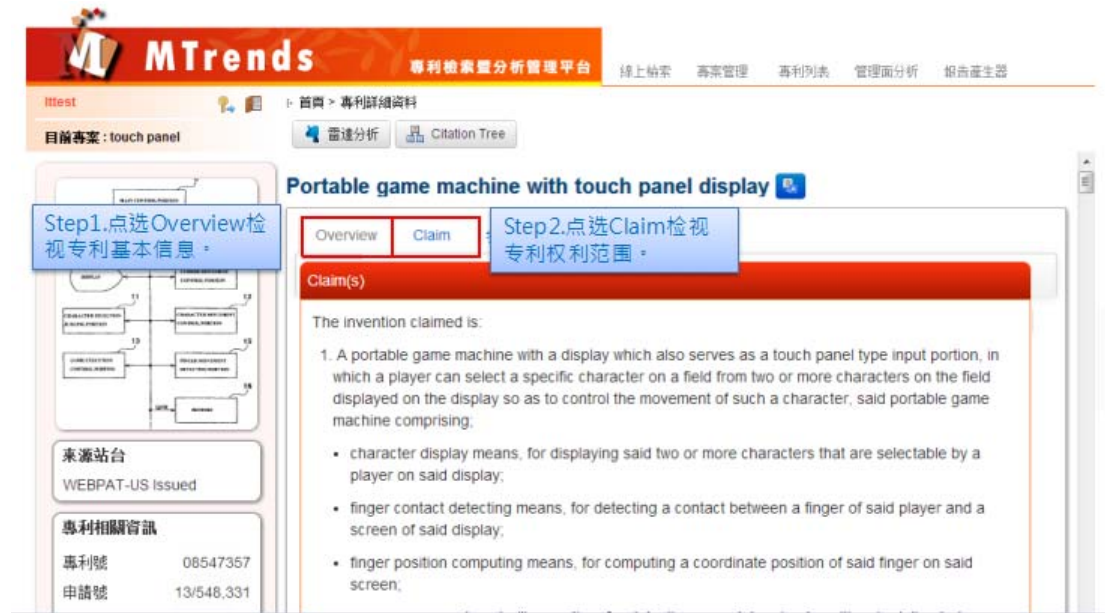 MTrends
專利檢索暨分析管理平台
線上檢索 專案管理 專利列表 管理面分析 報告產生器
lttest
首頁 > 專利詳細資料
目前專案 : touch panel
雷達分析 Citation Tree
Portable game machine with touch panel display
Step1.点选Overview检
视专利基本信息。
Overview Claim
Step2.点选Claim检视
专利权利范围。
Claim(s)
The invention claimed is:
1. A portable game machine with a display which also serves as a touch panel type input portion, in
which a player can select a specific character on a field from two or more characters on the field
displayed on the display so as to control the movement of such a character, said portable game
machine comprising;
• character display means, for displaying said two or more characters that are selectable by a
player on said display;
• finger contact detecting means, for detecting a contact between a finger of said player and a
screen of said display;
• finger position computing means, for computing a coordinate position of said finger on said
screen;
來源站台
WEBPAT-US Issued
專利相關資訊
專利號 08547357
申請號 13/548,331